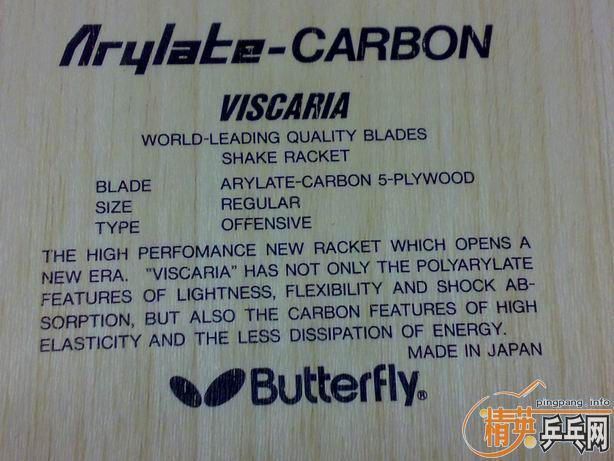 Arylate-CARBON
VISCARIA
WORLD-LEADING QUALITY BLADES
SHAKE RACKET
BLADE ARYLATE-CARBON 5-PLYWOOD
SIZE REGULAR
TYPE OFFENSIVE
THE HIGH PERFOMANCE NEW RACKET WHICH OPENS A
NEW ERA. "VISCARIA" HAS NOT ONLY THE POLYARYLATE
FEATURES OF LIGHTNESS, FLEXIBILITY AND SHOCK AB-
SORPTION, BUT ALSO THE CARBON FEATURES OF HIGH
ELASTICITY AND THE LESS DISSIPATION OF ENERGY.
MADE IN JAPAN
Butterfly®
pingpang.info
精英乒乓网